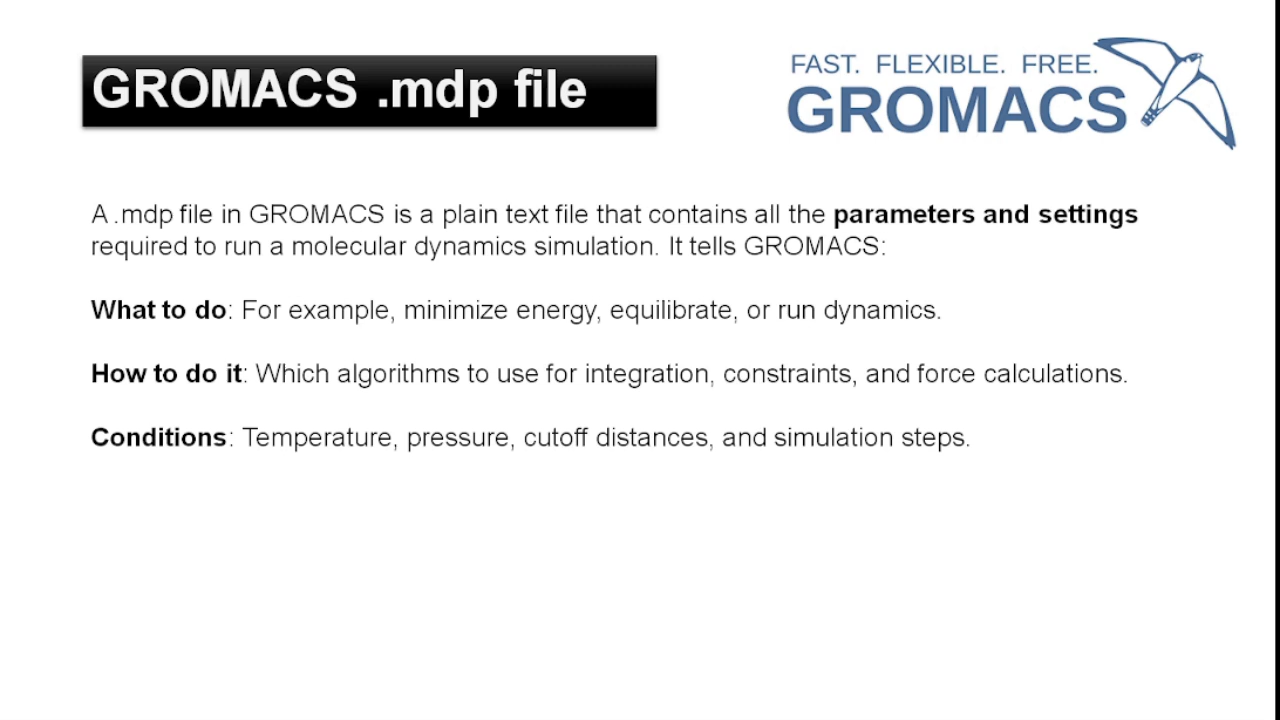 GROMACS .mdp file
FAST. FLEXIBLE. FREE.
GROMACS
A .mdp file in GROMACS is a plain text file that contains all the parameters and settings
required to run a molecular dynamics simulation. It tells GROMACS:
What to do: For example, minimize energy, equilibrate, or run dynamics.
How to do it: Which algorithms to use for integration, constraints, and force calculations.
Conditions: Temperature, pressure, cutoff distances, and simulation steps.